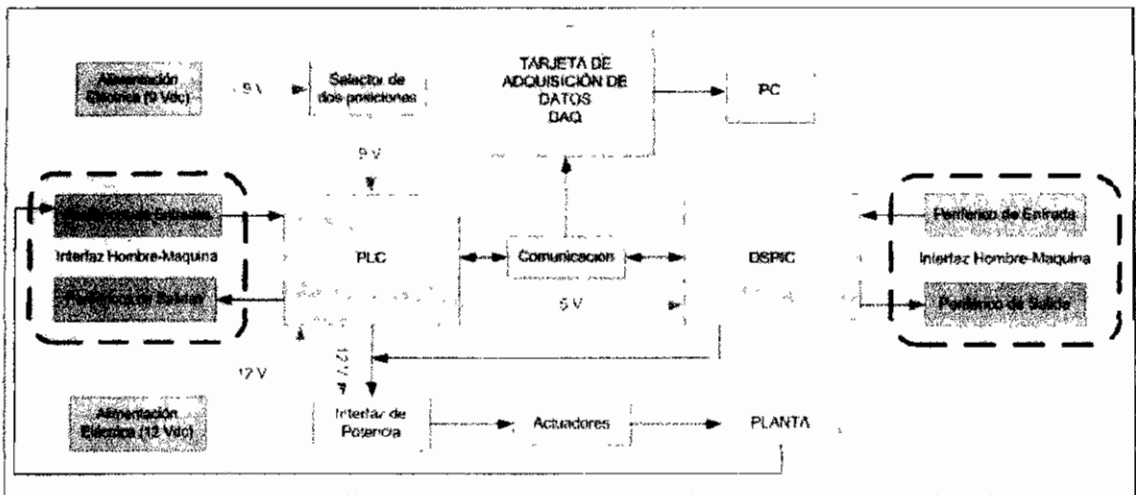 Alimentación
Eléctrica (9 Vdc)
9 V
Selector de
dos posiciones
TARJETA DE
ADQUISICIÓN DE
DATOS
DAQ
PC
9 V
Periférico de Entradas
Interfaz Hombre-Maquina
Periférico de Salidas
PLC
Comunicación
5 V
DSPIC
Periférico de Entrada
Interfaz Hombre-Maquina
Periférico de Salida
12 V
12 V
Alimentación
Eléctrica (12 Vdc)
Interfaz de
Potencia
Actuadores
PLANTA